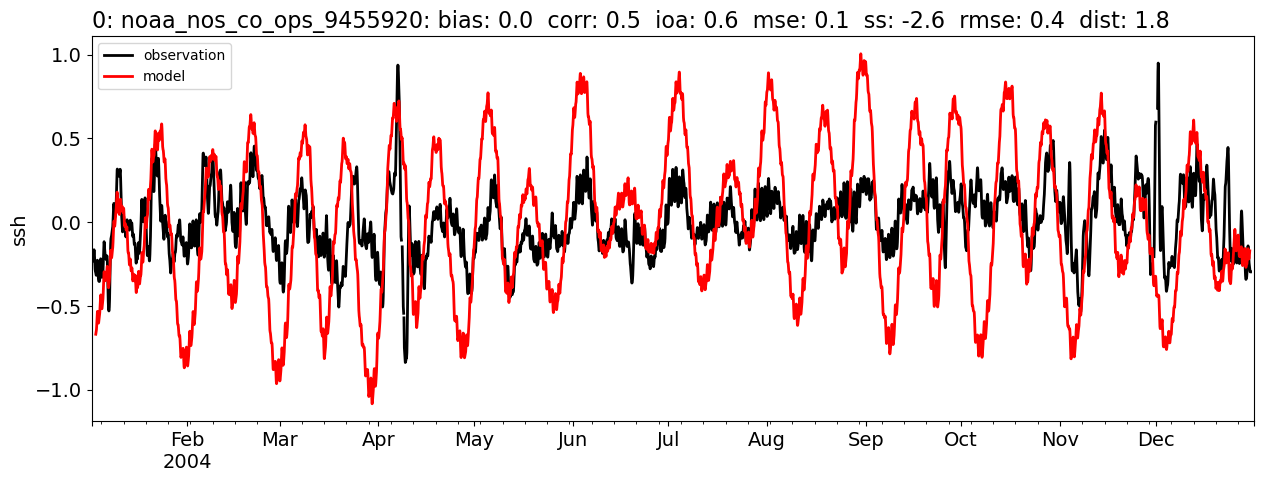 0: noaa_nos_co_ops_9455920: bias: 0.0  corr: 0.5  ioa: 0.6  mse: 0.1  ss: -2.6  rmse: 0.4  dist: 1.8
observation
model
1.0
0.5
0.0
−0.5
−1.0
ssh
Feb Mar Apr May Jun Jul Aug Sep Oct Nov Dec
2004